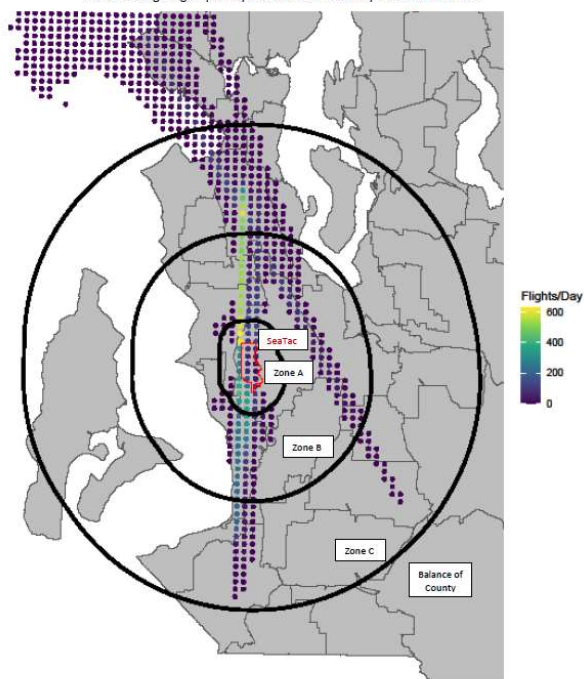 Flights/Day
600
400
200
0
SeaTac
Zone A
Zone B
Zone C
Balance of
County